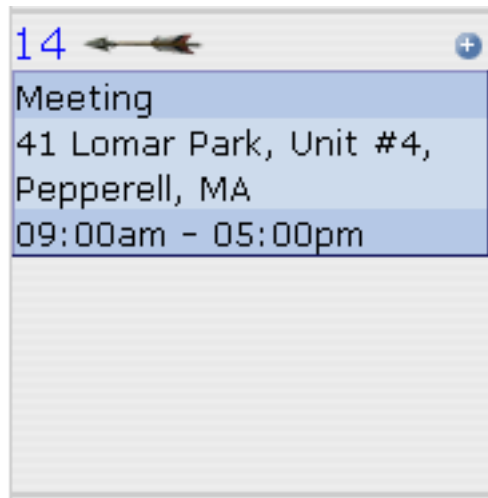 14
Meeting
41 Lomar Park, Unit #4,
Pepperell, MA
09:00am - 05:00pm